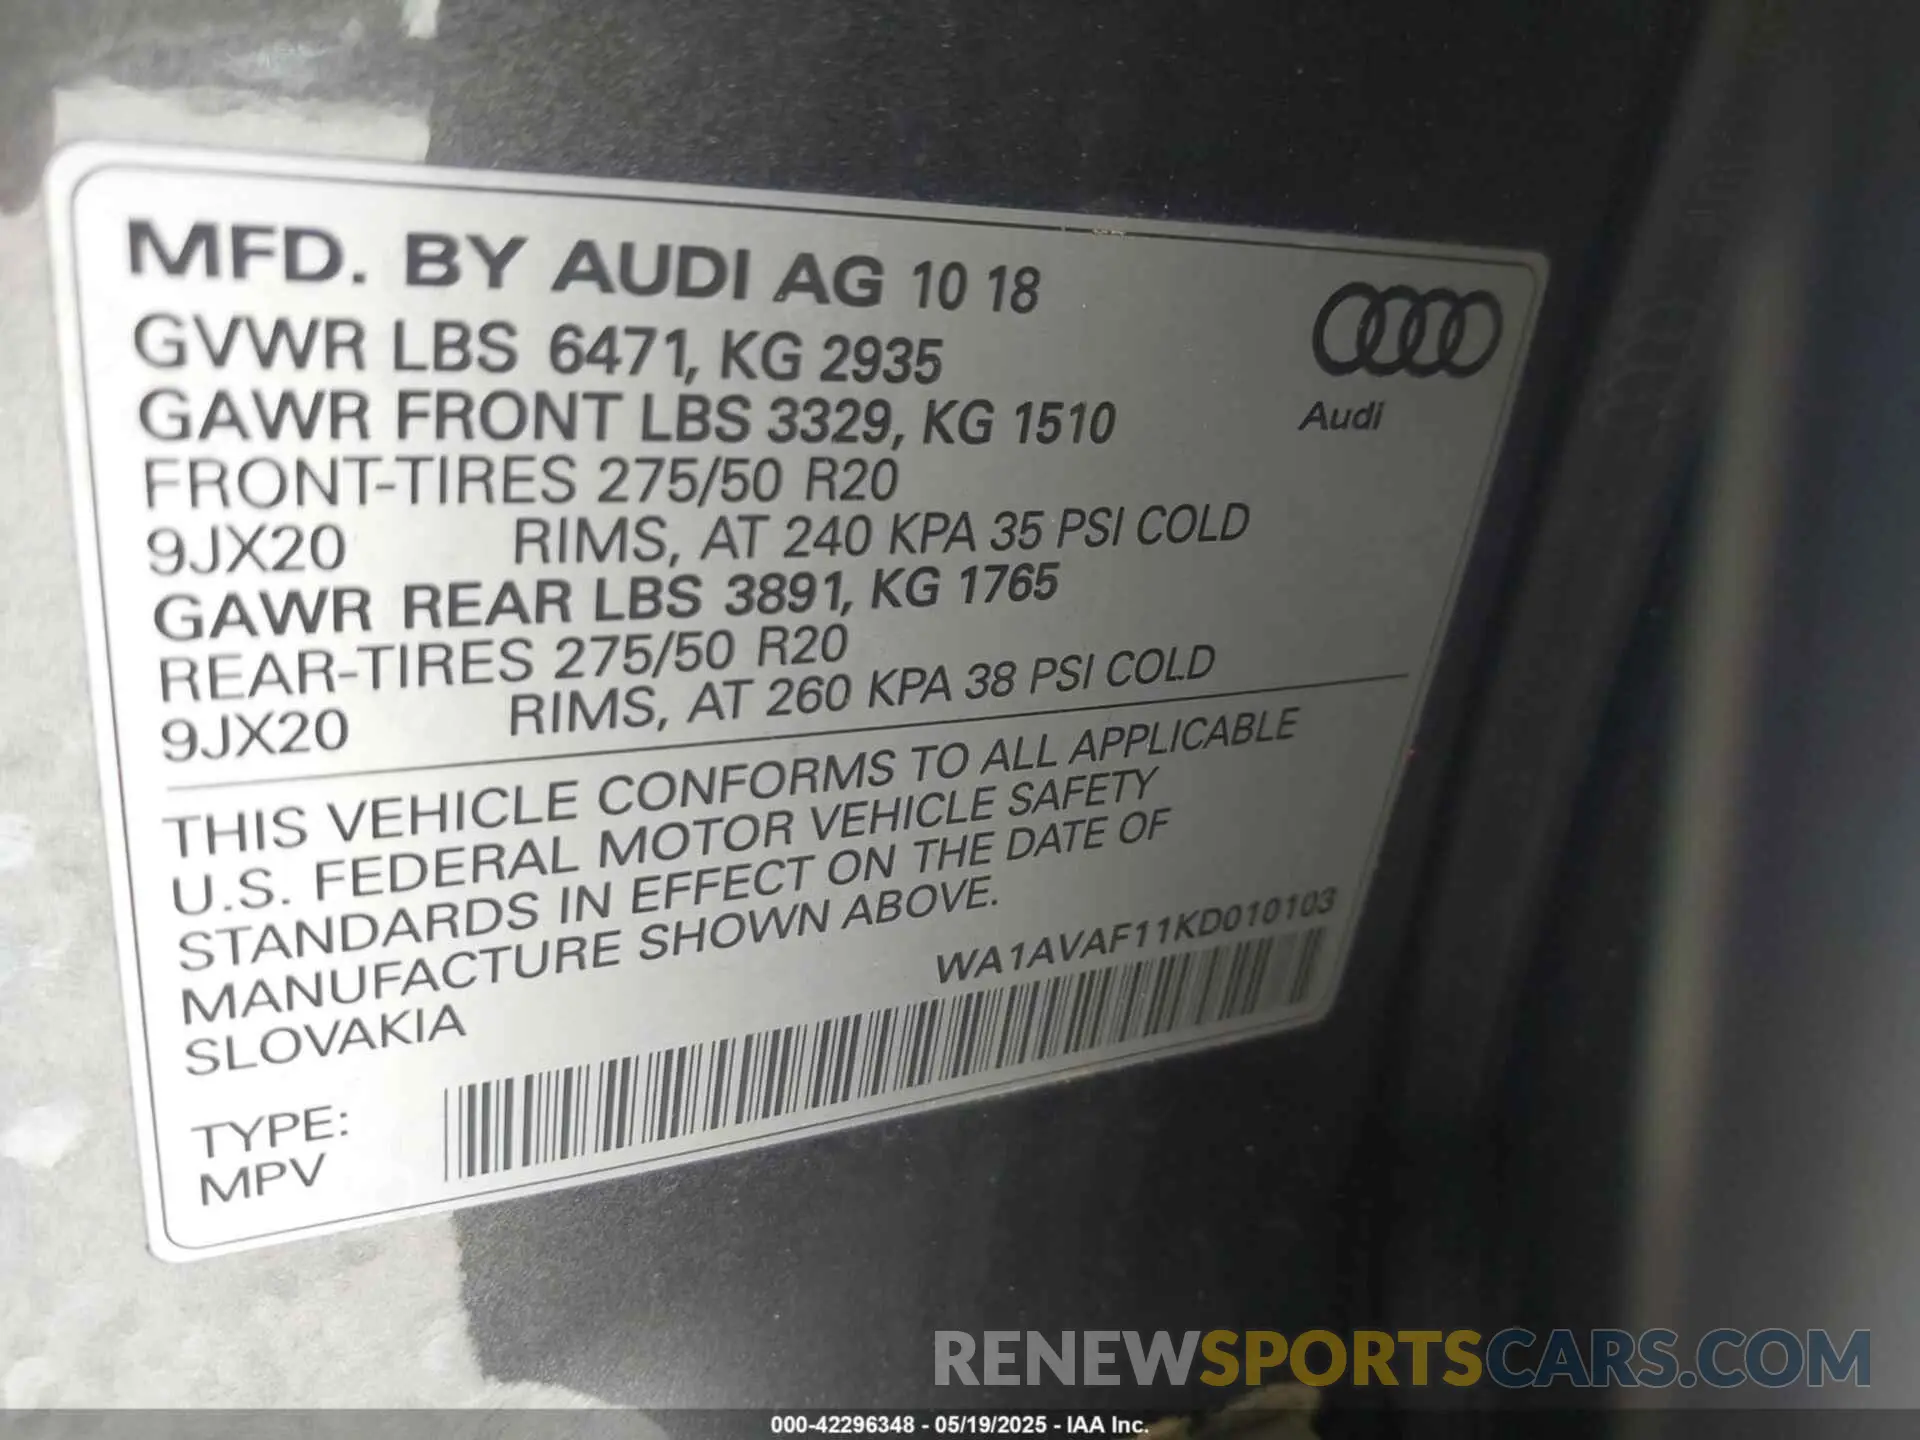 MFD. BY AUDI AG 10 18
GVWR LBS 6471, KG 2935
GAWR FRONT LBS 3329, KG 1510
FRONT-TIRES 275/50 R20
9JX20 RIMS, AT 240 KPA 35 PSI COLD
GAWR REAR LBS 3891, KG 1765
REAR-TIRES 275/50 R20
9JX20 RIMS, AT 260 KPA 38 PSI COLD
Audi
THIS VEHICLE CONFORMS TO ALL APPLICABLE
U.S. FEDERAL MOTOR VEHICLE SAFETY
STANDARDS IN EFFECT ON THE DATE OF
MANUFACTURE SHOWN ABOVE.
SLOVAKIA
WA1AVAF11KD010103
TYPE:
MPV
RENEWSPORTSCARS.COM
000-42296348 - 05/19/2025 - IAA Inc.